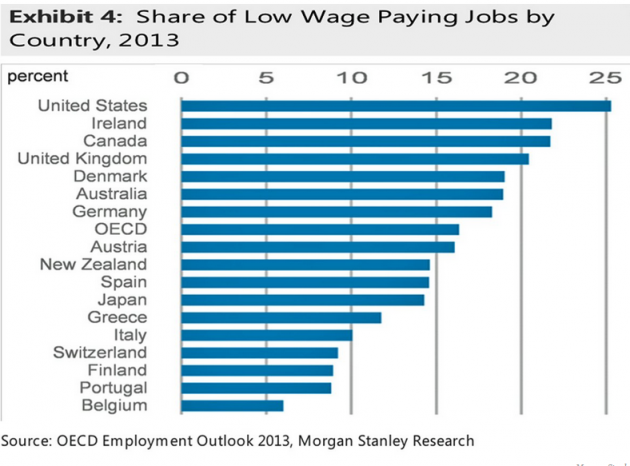 Exhibit 4: Share of Low Wage Paying Jobs by
Country, 2013
percent 0 5 10 15 20 25
United States
Ireland
Canada
United Kingdom
Denmark
Australia
Germany
OECD
Austria
New Zealand
Spain
Japan
Greece
Italy
Switzerland
Finland
Portugal
Belgium
Source: OECD Employment Outlook 2013, Morgan Stanley Research